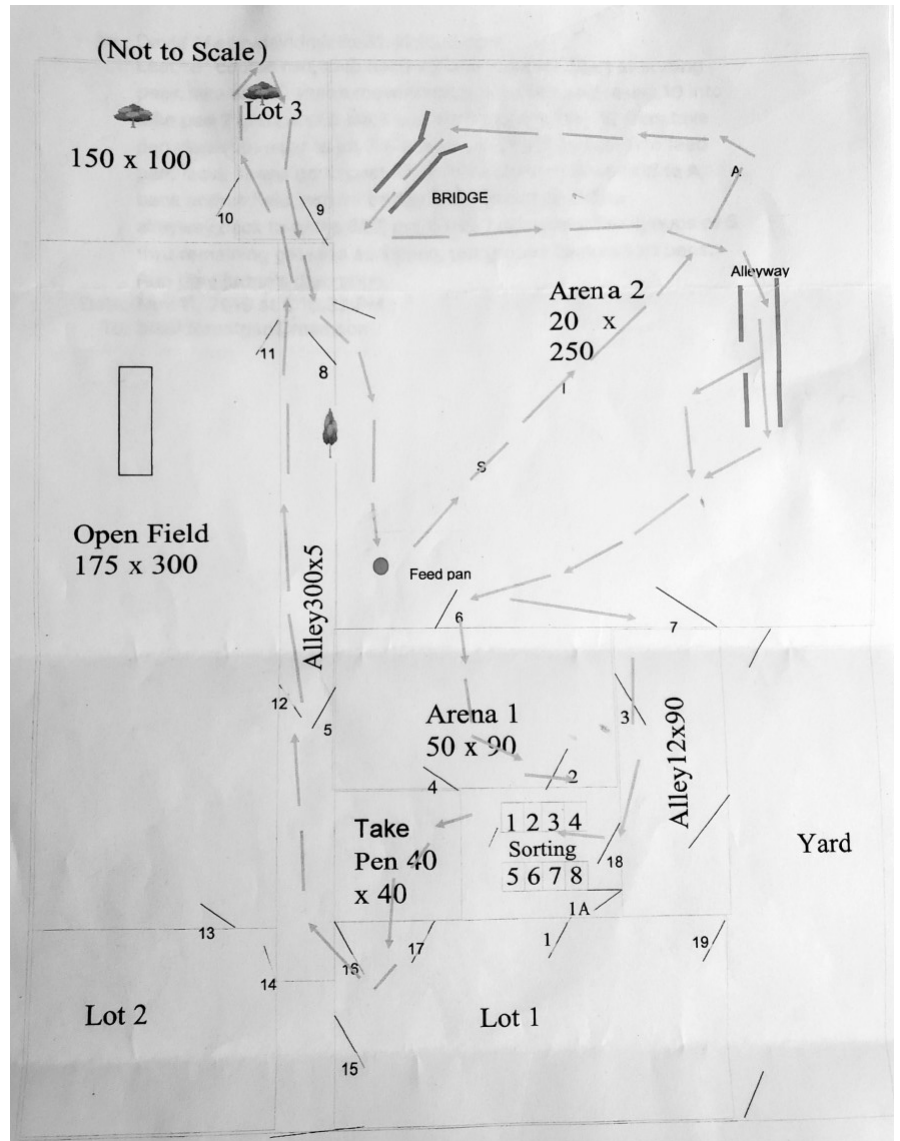 (Not to Scale)
Lot 3
150 x 100
10
9
BRIDGE
A
Alleyway
Arena 2
20 x
250
11
8
I
S
Open Field
175 x 300
Alley300x5
Feed pan
6
7
12
5
Arena 1
50 x 90
3
Alley12x90
4
2
Take
Pen 40
x 40
1 2 3 4
Sorting
5 6 7 8
18
1A
Yard
13
14
16
17
1
19
Lot 2
Lot 1
15